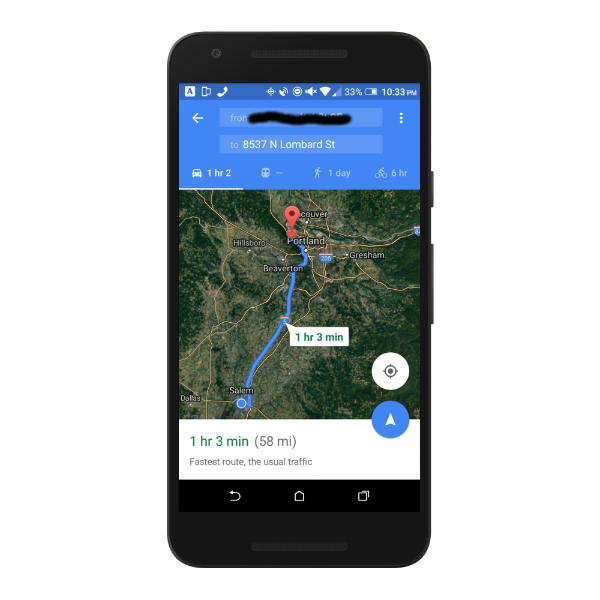 33% 10:33 PM
from
to 8537 N Lombard St
1 hr 2 — 1 day 6 hr
Portland
Hillsboro
205
Gresham
Beaverton
1 hr 3 min
Salem
Dallas
1 hr 3 min (58 mi)
Fastest route, the usual traffic